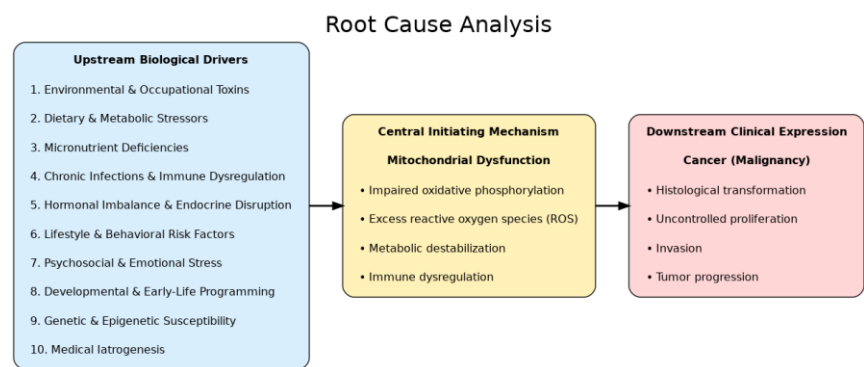 Root Cause Analysis
Upstream Biological Drivers
1. Environmental & Occupational Toxins
2. Dietary & Metabolic Stressors
3. Micronutrient Deficiencies
4. Chronic Infections & Immune Dysregulation
5. Hormonal Imbalance & Endocrine Disruption
6. Lifestyle & Behavioral Risk Factors
7. Psychosocial & Emotional Stress
8. Developmental & Early-Life Programming
9. Genetic & Epigenetic Susceptibility
10. Medical Iatrogenesis
Central Initiating Mechanism
Mitochondrial Dysfunction
• Impaired oxidative phosphorylation
• Excess reactive oxygen species (ROS)
• Metabolic destabilization
• Immune dysregulation
Downstream Clinical Expression
Cancer (Malignancy)
• Histological transformation
• Uncontrolled proliferation
• Invasion
• Tumor progression